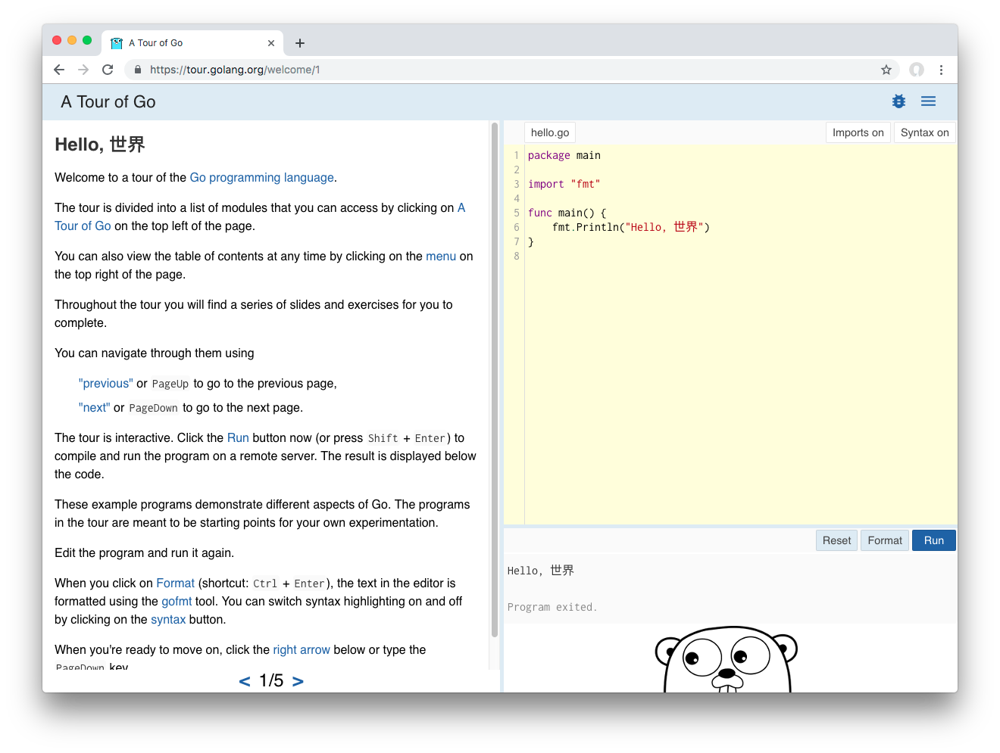 A Tour of Go
https://tour.golang.org/welcome/1
A Tour of Go
Hello, 世界
Welcome to a tour of the Go programming language.
The tour is divided into a list of modules that you can access by clicking on A
Tour of Go on the top left of the page.
You can also view the table of contents at any time by clicking on the menu on
the top right of the page.
Throughout the tour you will find a series of slides and exercises for you to
complete.
You can navigate through them using
"previous" or PageUp to go to the previous page,
"next" or PageDown to go to the next page.
The tour is interactive. Click the Run button now (or press Shift + Enter) to
compile and run the program on a remote server. The result is displayed below
the code.
These example programs demonstrate different aspects of Go. The programs
in the tour are meant to be starting points for your own experimentation.
Edit the program and run it again.
When you click on Format (shortcut: Ctrl + Enter), the text in the editor is
formatted using the gofmt tool. You can switch syntax highlighting on and off
by clicking on the syntax button.
When you're ready to move on, click the right arrow below or type the
PageDown key
< 1/5 >
hello.go
Imports on
Syntax on
1 package main
2
3 import "fmt"
4
5 func main() {
6     fmt.Println("Hello, 世界")
7 }
8
Reset
Format
Run
Hello, 世界
Program exited.